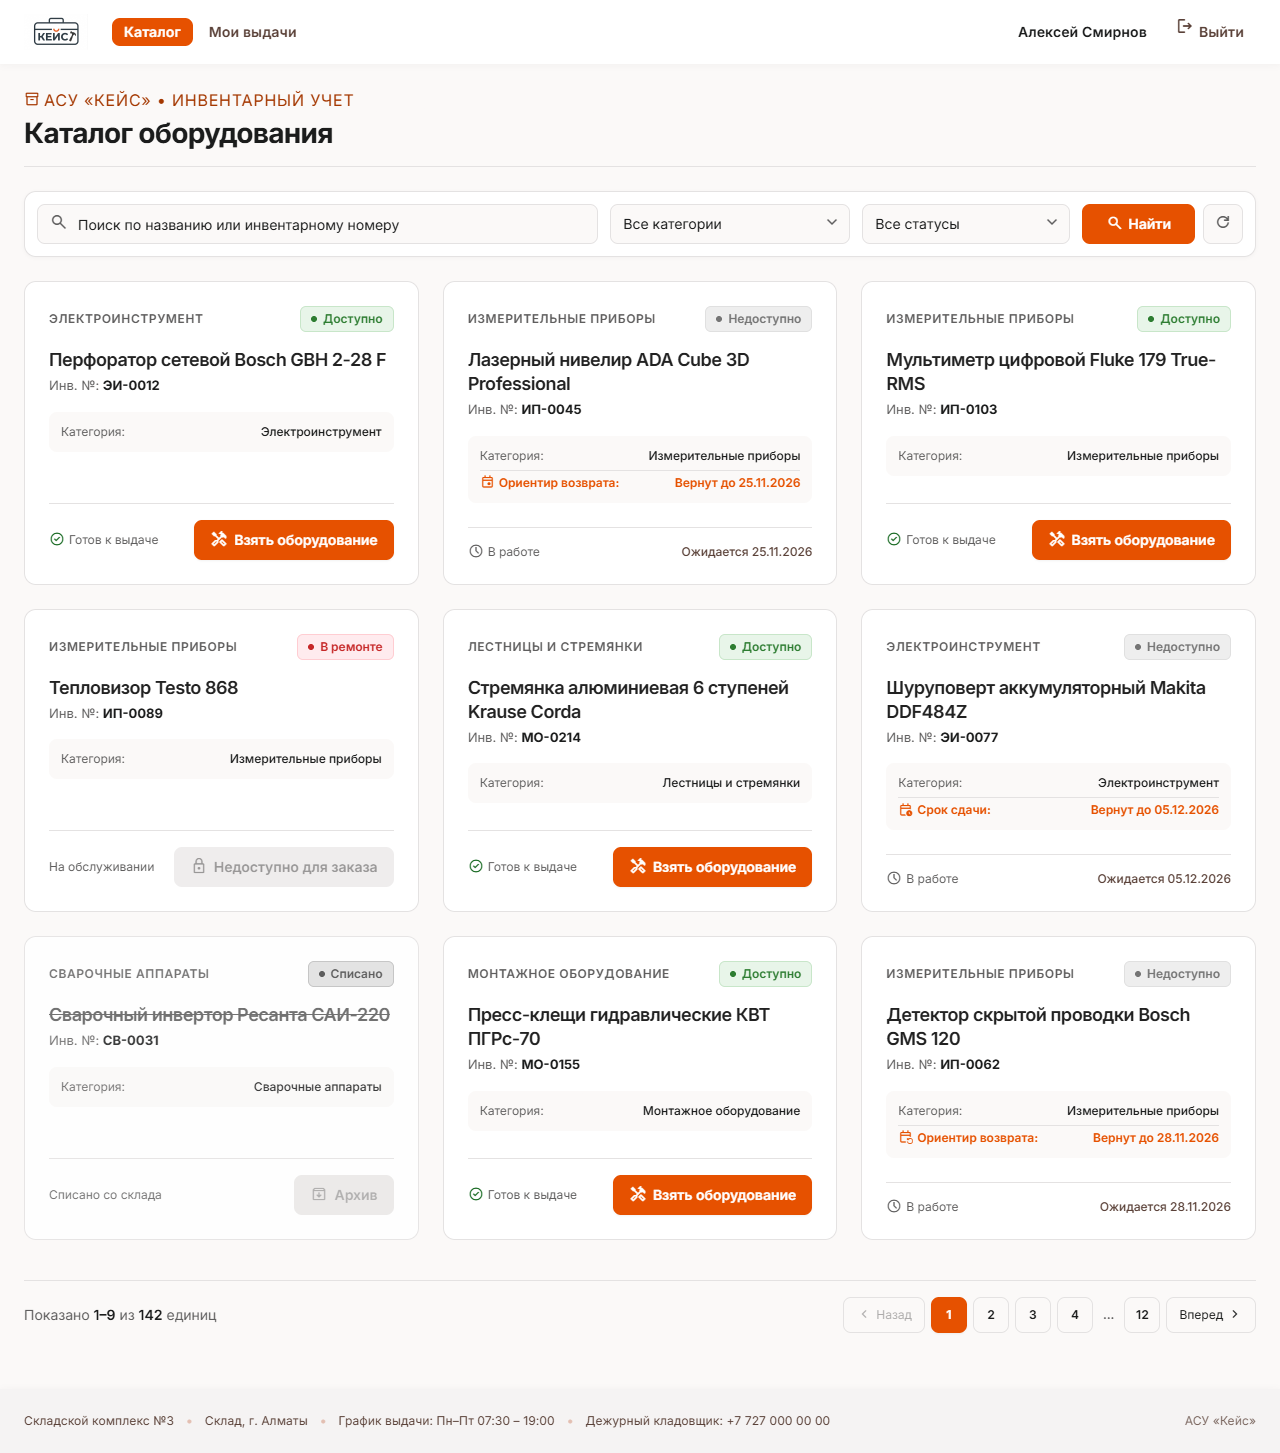 КЕЙС
Каталог
Мои выдачи
Алексей Смирнов
Выйти
АСУ «КЕЙС» • ИНВЕНТАРНЫЙ УЧЕТ
Каталог оборудования
Поиск по названию или инвентарному номеру
Все категории
Все статусы
Найти
ЭЛЕКТРОИНСТРУМЕНТ
Доступно
Перфоратор сетевой Bosch GBH 2-28 F
Инв. №: ЭИ-0012
Категория: Электроинструмент
Готов к выдаче
Взять оборудование
ИЗМЕРИТЕЛЬНЫЕ ПРИБОРЫ
Недоступно
Лазерный нивелир ADA Cube 3D
Professional
Инв. №: ИП-0045
Категория: Измерительные приборы
Ориентир возврата: Вернут до 25.11.2026
В работе
Ожидается 25.11.2026
ИЗМЕРИТЕЛЬНЫЕ ПРИБОРЫ
Доступно
Мультиметр цифровой Fluke 179 True-
RMS
Инв. №: ИП-0103
Категория: Измерительные приборы
Готов к выдаче
Взять оборудование
ИЗМЕРИТЕЛЬНЫЕ ПРИБОРЫ
В ремонте
Тепловизор Testo 868
Инв. №: ИП-0089
Категория: Измерительные приборы
На обслуживании
Недоступно для заказа
ЛЕСТНИЦЫ И СТРЕМЯНКИ
Доступно
Стремянка алюминиевая 6 ступеней
Krause Corda
Инв. №: МО-0214
Категория: Лестницы и стремянки
Готов к выдаче
Взять оборудование
ЭЛЕКТРОИНСТРУМЕНТ
Недоступно
Шуруповерт аккумуляторный Makita
DDF484Z
Инв. №: ЭИ-0077
Категория: Электроинструмент
Срок сдачи: Вернут до 05.12.2026
В работе
Ожидается 05.12.2026
СВАРОЧНЫЕ АППАРАТЫ
Списано
Сварочный инвертор Ресанта САИ-220
Инв. №: СВ-0031
Категория: Сварочные аппараты
Списано со склада
Архив
МОНТАЖНОЕ ОБОРУДОВАНИЕ
Доступно
Пресс-клещи гидравлические КВТ
ПГРс-70
Инв. №: МО-0155
Категория: Монтажное оборудование
Готов к выдаче
Взять оборудование
ИЗМЕРИТЕЛЬНЫЕ ПРИБОРЫ
Недоступно
Детектор скрытой проводки Bosch
GMS 120
Инв. №: ИП-0062
Категория: Измерительные приборы
Ориентир возврата: Вернут до 28.11.2026
В работе
Ожидается 28.11.2026
Показано 1–9 из 142 единиц
Назад 1 2 3 4 ... 12 Вперед
Складской комплекс №3 • Склад, г. Алматы • График выдачи: Пн–Пт 07:30 – 19:00 • Дежурный кладовщик: +7 727 000 00 00
АСУ «Кейс»